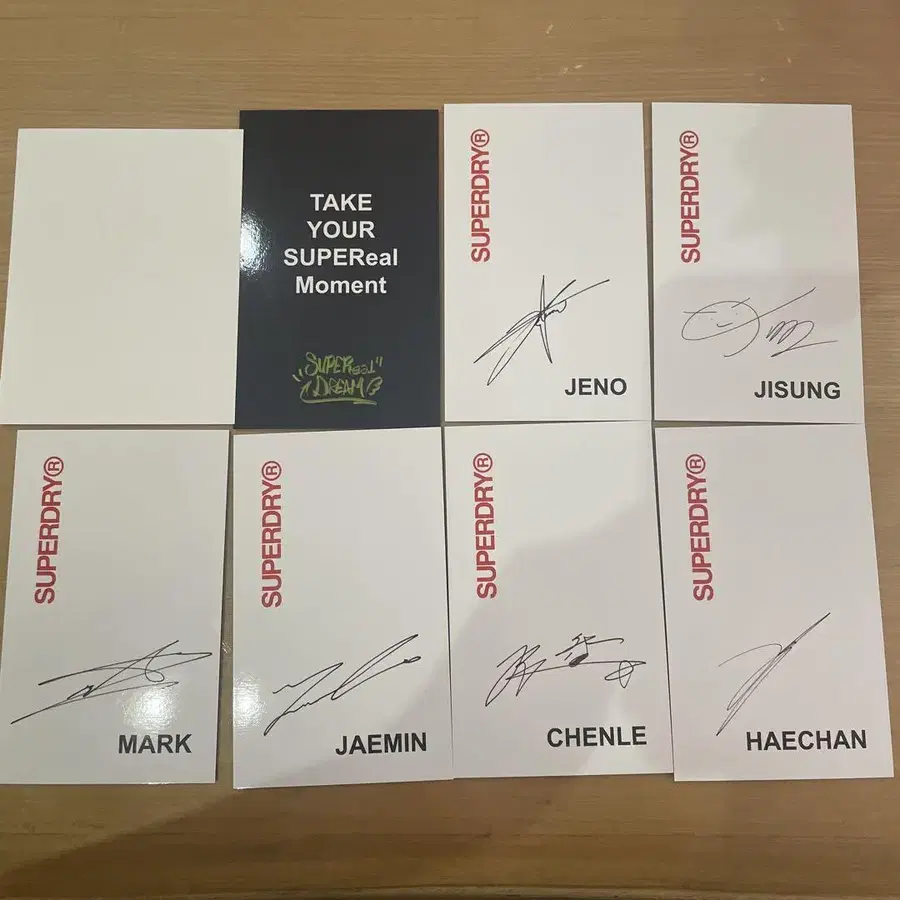 TAKE
YOUR
SUPEReal
Moment
"SUPEReal"
DREAM
SUPERDRY®
JENO
SUPERDRY®
JISUNG
SUPERDRY®
MARK
SUPERDRY®
JAEMIN
SUPERDRY®
CHENLE
SUPERDRY®
HAECHAN